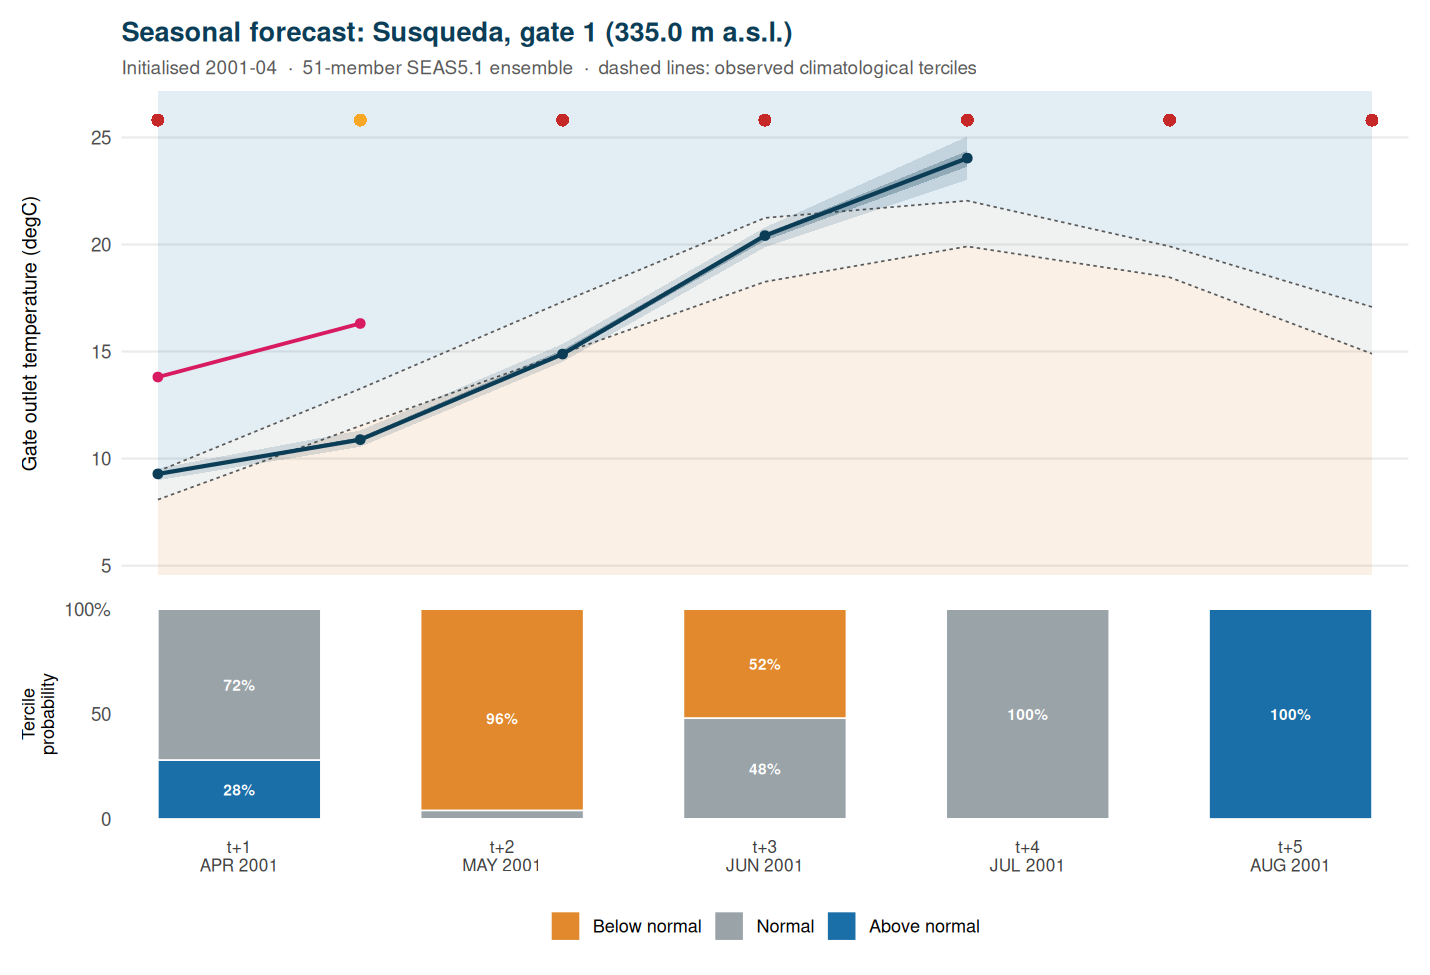 Seasonal forecast: Susqueda, gate 1 (335.0 m a.s.l.)
Initialised 2001-04 · 51-member SEAS5.1 ensemble · dashed lines: observed climatological terciles
Gate outlet temperature (degC)
25
20
15
10
5
Tercile
probability
100%
50
0
72%
28%
96%
52%
48%
100%
100%
t+1
APR 2001
t+2
MAY 2001
t+3
JUN 2001
t+4
JUL 2001
t+5
AUG 2001
Below normal
Normal
Above normal